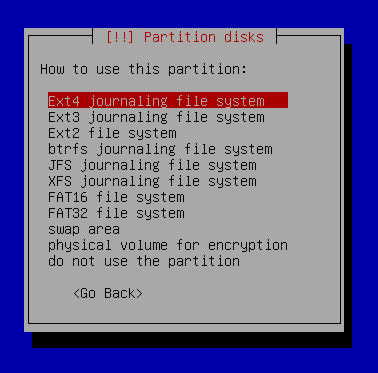 [!!] Partition disks
How to use this partition:
Ext4 journaling file system
Ext3 journaling file system
Ext2 file system
btrfs journaling file system
JFS journaling file system
XFS journaling file system
FAT16 file system
FAT32 file system
swap area
physical volume for encryption
do not use the partition
<Go Back>